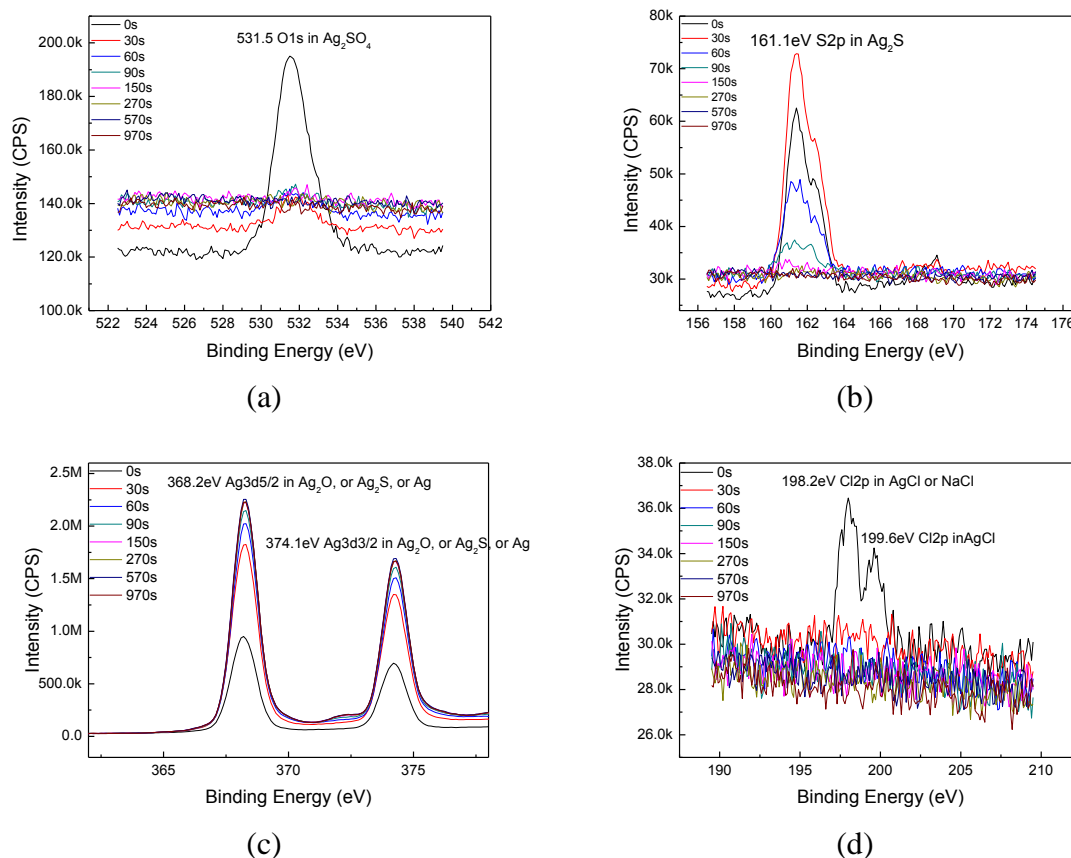 0s
30s
60s
90s
150s
270s
570s
970s
531.5 O1s in Ag₂SO₄
200.0k
180.0k
160.0k
140.0k
120.0k
100.0k
Intensity (CPS)
522 524 526 528 530 532 534 536 538 540 542
Binding Energy (eV)
(a)
0s
30s
60s
90s
150s
270s
570s
970s
161.1eV S2p in Ag₂S
80k
70k
60k
50k
40k
30k
Intensity (CPS)
156 158 160 162 164 166 168 170 172 174 176
Binding Energy (eV)
(b)
0s
30s
60s
90s
150s
270s
570s
970s
368.2eV Ag3d5/2 in Ag₂O, or Ag₂S, or Ag
374.1eV Ag3d3/2 in Ag₂O, or Ag₂S, or Ag
2.5M
2.0M
1.5M
1.0M
500.0k
0.0
Intensity (CPS)
365 370 375
Binding Energy (eV)
(c)
0s
30s
60s
90s
150s
270s
570s
970s
198.2eV Cl2p in AgCl or NaCl
199.6eV Cl2p inAgCl
38.0k
36.0k
34.0k
32.0k
30.0k
28.0k
26.0k
Intensity (CPS)
190 195 200 205 210
Binding Energy (eV)
(d)